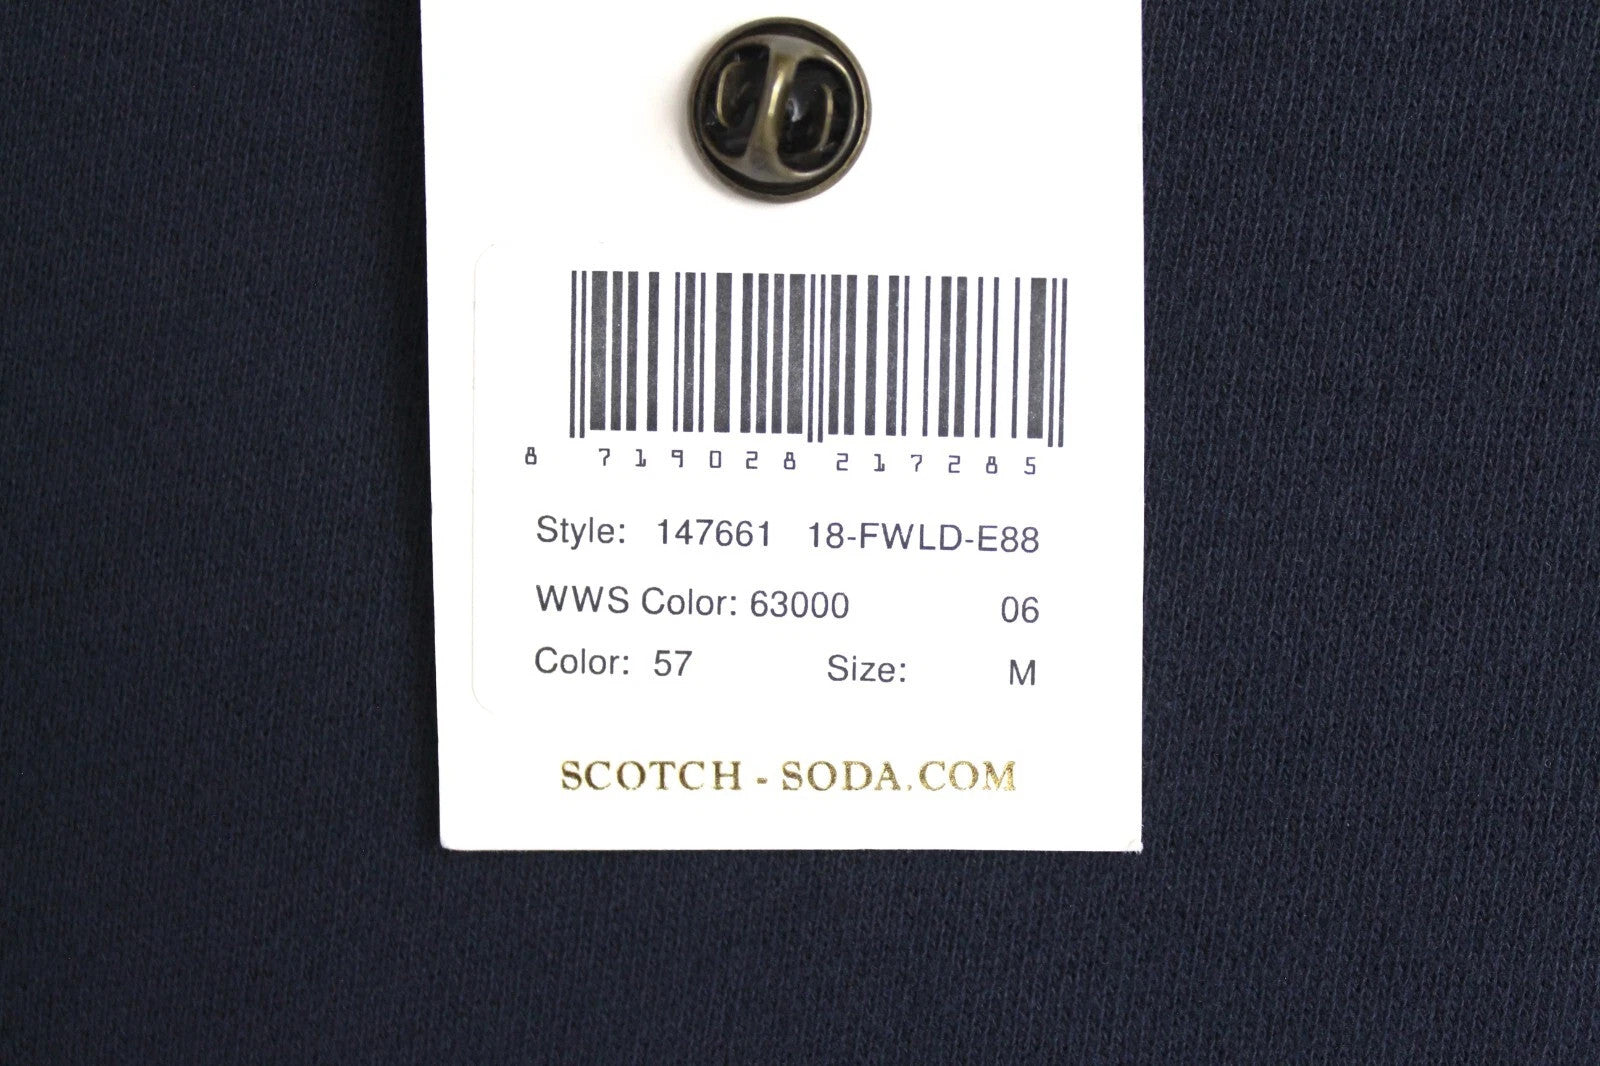 8 719028 217285
Style: 147661 18-FWLD-E88
WWS Color: 63000 06
Color: 57 Size: M
SCOTCH - SODA.COM